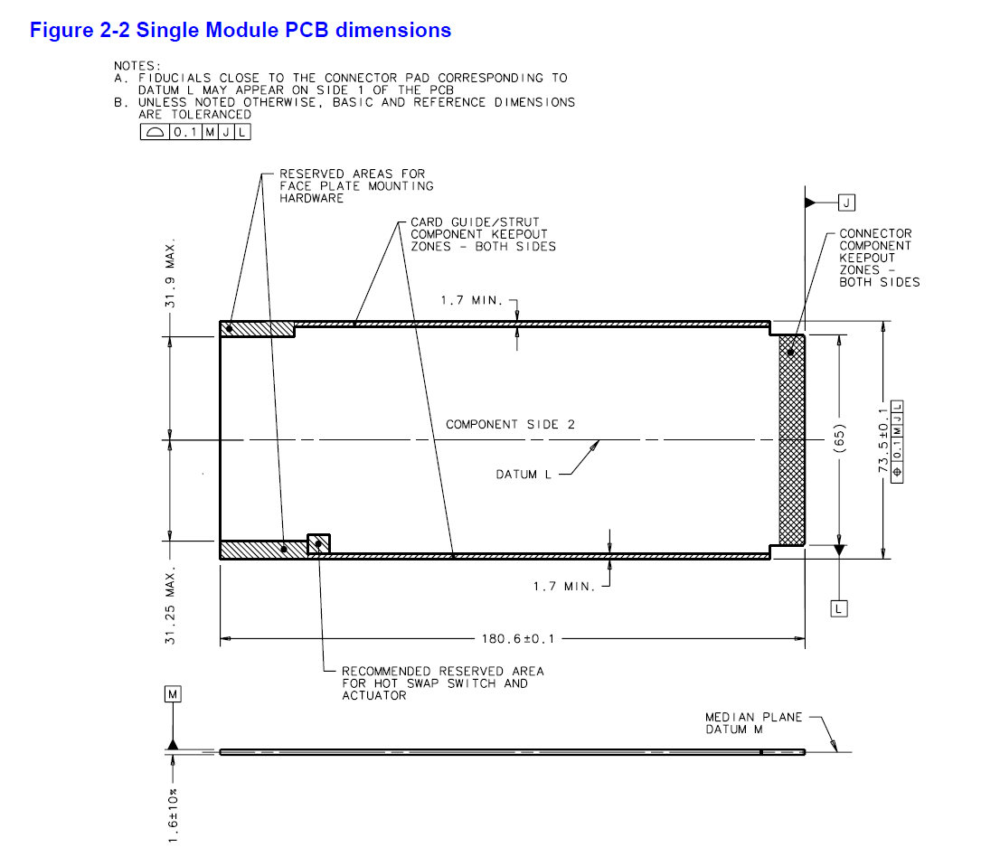 Figure 2-2 Single Module PCB dimensions
NOTES:
A. FIDUCIALS CLOSE TO THE CONNECTOR PAD CORRESPONDING TO
DATUM L MAY APPEAR ON SIDE 1 OF THE PCB
B. UNLESS NOTED OTHERWISE, BASIC AND REFERENCE DIMENSIONS
ARE TOLERANCED
⌓ 0.1 M J L
RESERVED AREAS FOR
FACE PLATE MOUNTING
HARDWARE
CARD GUIDE/STRUT
COMPONENT KEEPOUT
ZONES - BOTH SIDES
J
CONNECTOR
COMPONENT
KEEPOUT
ZONES -
BOTH SIDES
31.9 MAX.
1.7 MIN.
COMPONENT SIDE 2
DATUM L
(65)
73.5±0.1
⌖ 0.1 M J L
31.25 MAX.
1.7 MIN.
L
180.6±0.1
RECOMMENDED RESERVED AREA
FOR HOT SWAP SWITCH AND
ACTUATOR
M
MEDIAN PLANE
DATUM M
1.6±10%